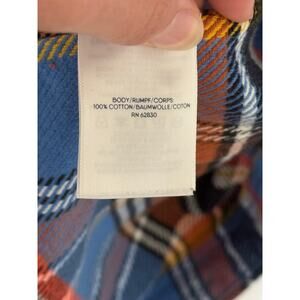 BODY/RUMPF/CORPS
100% COTTON/BAUMWOLLE/COTON
RN 62830